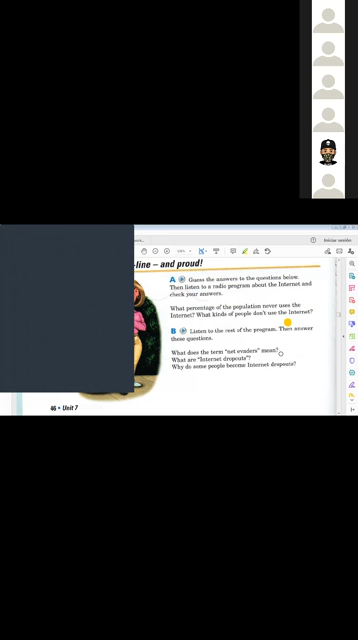 Iniciar sesión
-line – and proud!
A Guess the answers to the questions below.
Then listen to a radio program about the Internet and
check your answers.
What percentage of the population never uses the
Internet? What kinds of people don't use the Internet?
B Listen to the rest of the program. Then answer
these questions.
What does the term "net evaders" mean?
What are "Internet dropouts"?
Why do some people become Internet dropouts?
46 • Unit 7